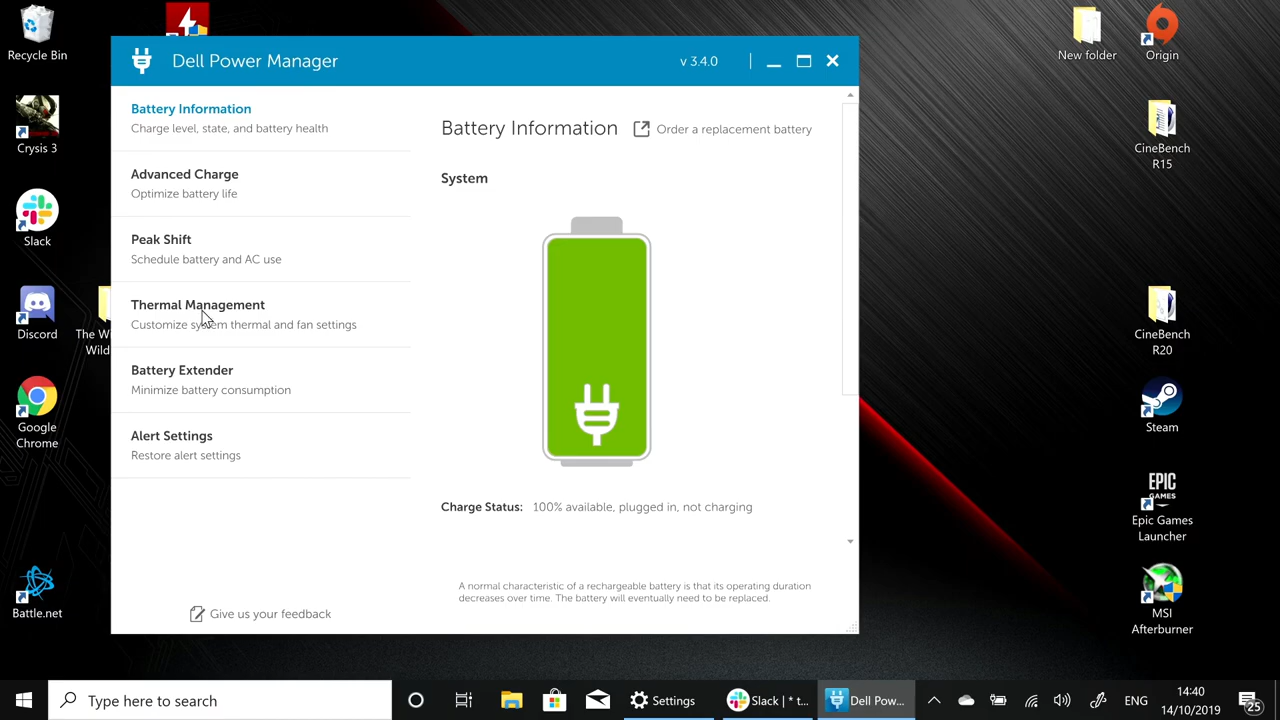 Recycle Bin
Crysis 3
Slack
Discord
The W
Wild
Google
Chrome
Battle.net
Dell Power Manager
v 3.4.0
Battery Information
Charge level, state, and battery health
Advanced Charge
Optimize battery life
Peak Shift
Schedule battery and AC use
Thermal Management
Customize system thermal and fan settings
Battery Extender
Minimize battery consumption
Alert Settings
Restore alert settings
Give us your feedback
Battery Information
Order a replacement battery
System
Charge Status: 100% available, plugged in, not charging
A normal characteristic of a rechargeable battery is that its operating duration
decreases over time. The battery will eventually need to be replaced.
New folder
Origin
CineBench
R15
CineBench
R20
Steam
EPIC
GAMES
Epic Games
Launcher
MSI
Afterburner
Type here to search
Settings
Slack | * t...
Dell Pow...
ENG
14:40
14/10/2019
25